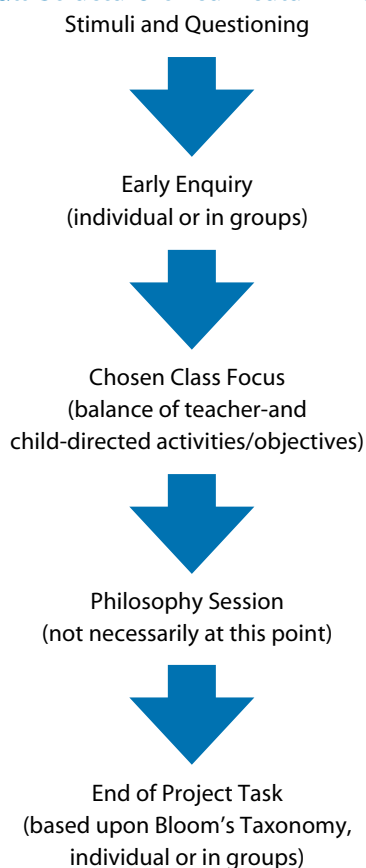 Stimuli and Questioning
Early Enquiry
(individual or in groups)
Chosen Class Focus
(balance of teacher-and
child-directed activities/objectives)
Philosophy Session
(not necessarily at this point)
End of Project Task
(based upon Bloom’s Taxonomy,
individual or in groups)